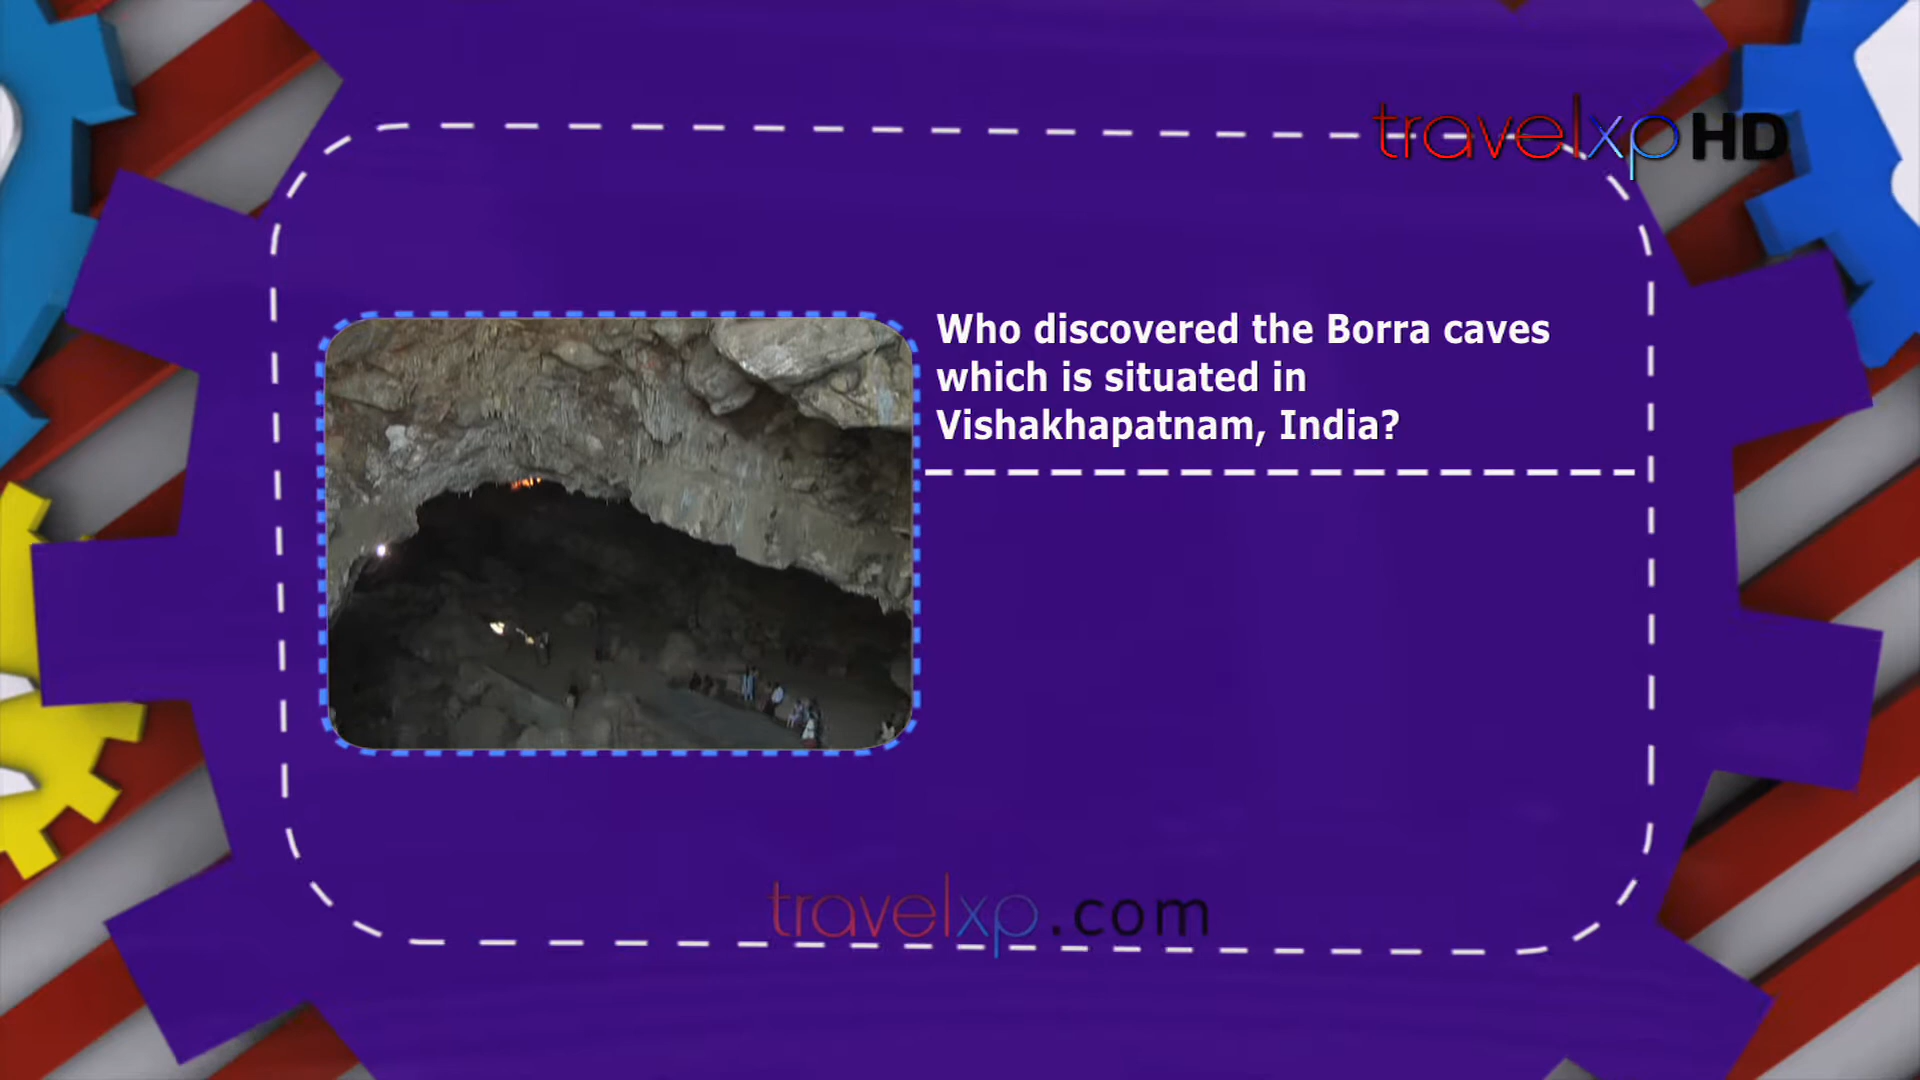 travelxp HD
Who discovered the Borra caves
which is situated in
Vishakhapatnam, India?
travelxp.com